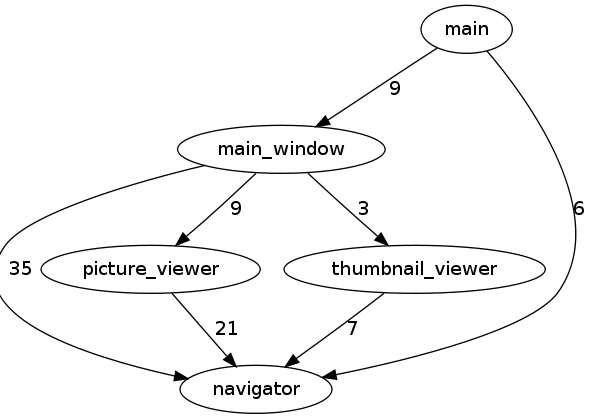 main
9
main_window
9
3
6
35
picture_viewer
thumbnail_viewer
21
7
navigator